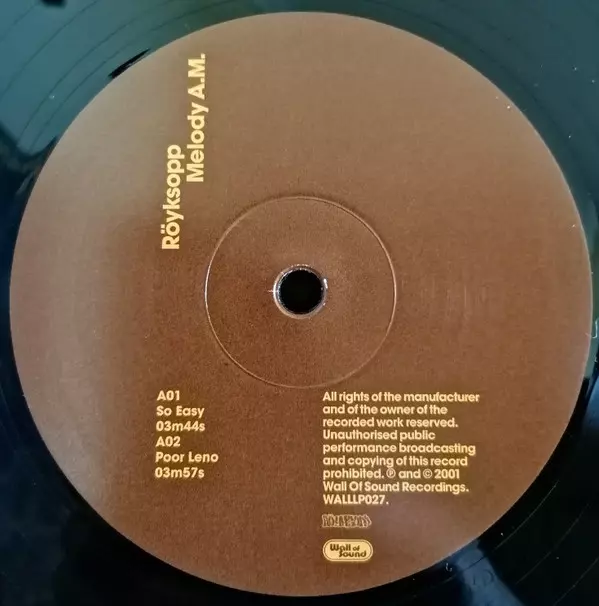 Röyksopp
Melody A.M.
A01
So Easy
03m44s
A02
Poor Leno
03m57s
All rights of the manufacturer
and of the owner of the
recorded work reserved.
Unauthorised public
performance broadcasting
and copying of this record
prohibited. ℗ and © 2001
Wall Of Sound Recordings.
WALLLP027.
Wall of
Sound